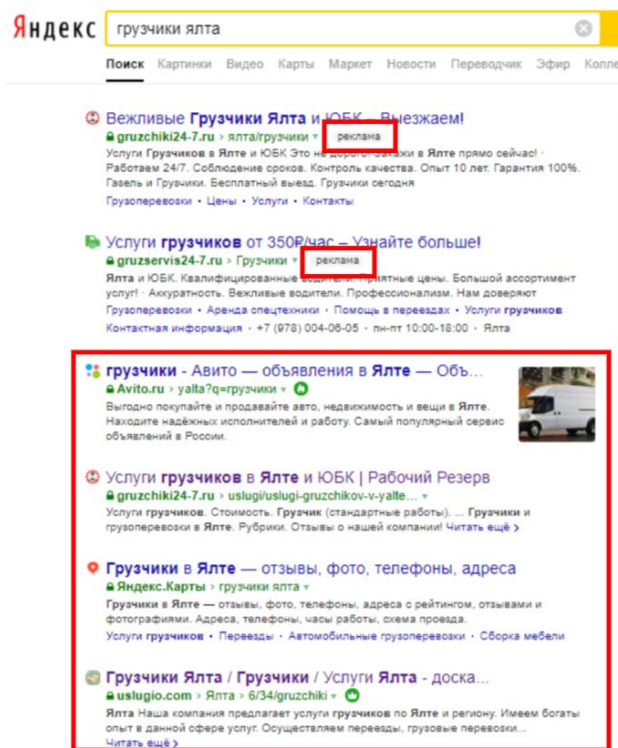 Яндекс
грузчики ялта
Поиск Картинки Видео Карты Маркет Новости Переводчик Эфир Колле
Вежливые Грузчики Ялта и ЮБК – Выезжаем!
gruzchiki24-7.ru › ялта/грузчики реклама
Услуги Грузчиков в Ялте и ЮБК Это не дорого! Закажи в Ялте прямо сейчас! ·
Работаем 24/7. Соблюдение сроков. Контроль качества. Опыт 10 лет. Гарантия 100%.
Газель и Грузчики. Бесплатный выезд. Грузчики сегодня
Грузоперевозки • Цены • Услуги • Контакты
Услуги грузчиков от 350₽/час – Узнайте больше!
gruzservis24-7.ru › Грузчики реклама
Ялта и ЮБК. Квалифицированные водители. Приятные цены. Большой ассортимент
услуг! · Аккуратность. Вежливые водители. Профессионализм. Нам доверяют
Грузоперевозки • Аренда спецтехники • Помощь в переездах • Услуги грузчиков
Контактная информация · +7 (978) 004-06-05 · пн-пт 10:00-18:00 · Ялта
грузчики - Авито — объявления в Ялте — Объ...
Avito.ru › yalta?q=грузчики
Выгодно покупайте и продавайте авто, недвижимость и вещи в Ялте.
Находите надёжных исполнителей и работу. Самый популярный сервис
объявлений в России.
Услуги грузчиков в Ялте и ЮБК | Рабочий Резерв
gruzchiki24-7.ru › uslugi/uslugi-gruzchikov-v-yalte...
Услуги грузчиков. Стоимость. Грузчик (стандартные работы). ... Грузчики и
грузоперевозки в Ялте. Рубрики. Отзывы о нашей компании! Читать ещё ›
Грузчики в Ялте — отзывы, фото, телефоны, адреса
Яндекс.Карты › грузчики ялта
Грузчики в Ялте — отзывы, фото, телефоны, адреса с рейтингом, отзывами и
фотографиями. Адреса, телефоны, часы работы, схема проезда.
Услуги грузчиков • Переезды • Автомобильные грузоперевозки • Сборка мебели
Грузчики Ялта / Грузчики / Услуги Ялта - доска...
uslugio.com › Ялта › 6/34/gruzchiki
Ялта Наша компания предлагает услуги грузчиков по Ялте и региону. Имеем богаты
опыт в данной сфере услуг. Осуществляем переезды, грузовые перевозки...
Читать ещё ›